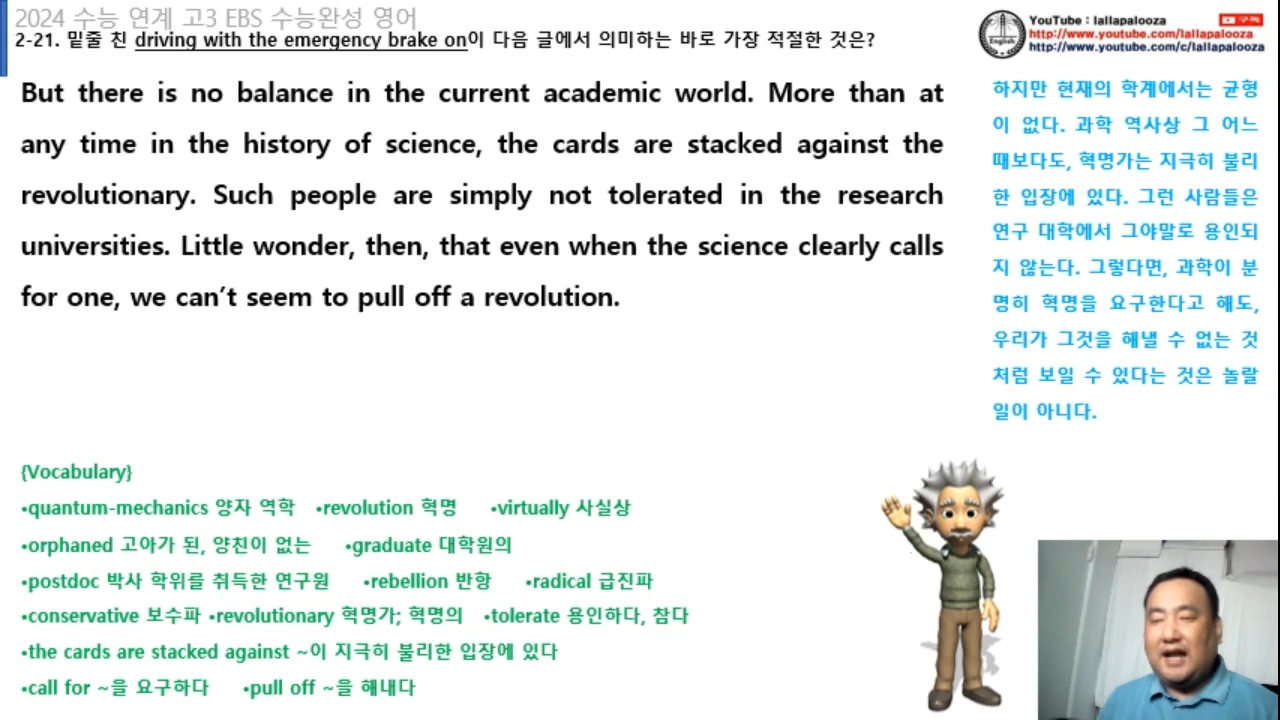 2024 수능 연계 고3 EBS 수능완성 영어
2-21. 밑줄 친 driving with the emergency brake on이 다음 글에서 의미하는 바로 가장 적절한 것은?
YouTube : lallapalooza
구독
http://www.youtube.com/lallapalooza
http://www.youtube.com/c/lallapalooza
English
But there is no balance in the current academic world. More than at
any time in the history of science, the cards are stacked against the
revolutionary. Such people are simply not tolerated in the research
universities. Little wonder, then, that even when the science clearly calls
for one, we can't seem to pull off a revolution.
하지만 현재의 학계에서는 균형
이 없다. 과학 역사상 그 어느
때보다도, 혁명가는 지극히 불리
한 입장에 있다. 그런 사람들은
연구 대학에서 그야말로 용인되
지 않는다. 그렇다면, 과학이 분
명히 혁명을 요구한다고 해도,
우리가 그것을 해낼 수 없는 것
처럼 보일 수 있다는 것은 놀랄
일이 아니다.
{Vocabulary}
•quantum-mechanics 양자 역학 •revolution 혁명 •virtually 사실상
•orphaned 고아가 된, 양친이 없는 •graduate 대학원의
•postdoc 박사 학위를 취득한 연구원 •rebellion 반항 •radical 급진파
•conservative 보수파 •revolutionary 혁명가; 혁명의 •tolerate 용인하다, 참다
•the cards are stacked against ~이 지극히 불리한 입장에 있다
•call for ~을 요구하다 •pull off ~을 해내다